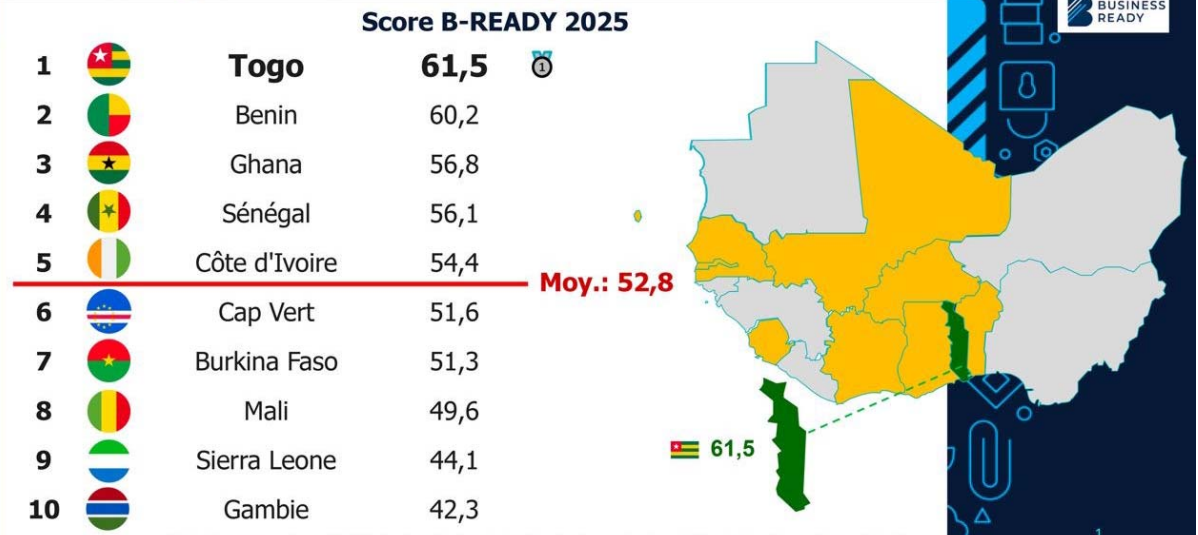 Score B-READY 2025
BUSINESS
READY
1 Togo 61,5 1
2 Benin 60,2
3 Ghana 56,8
4 Sénégal 56,1
5 Côte d'Ivoire 54,4
Moy.: 52,8
6 Cap Vert 51,6
7 Burkina Faso 51,3
8 Mali 49,6
9 Sierra Leone 44,1
10 Gambie 42,3
61,5
1